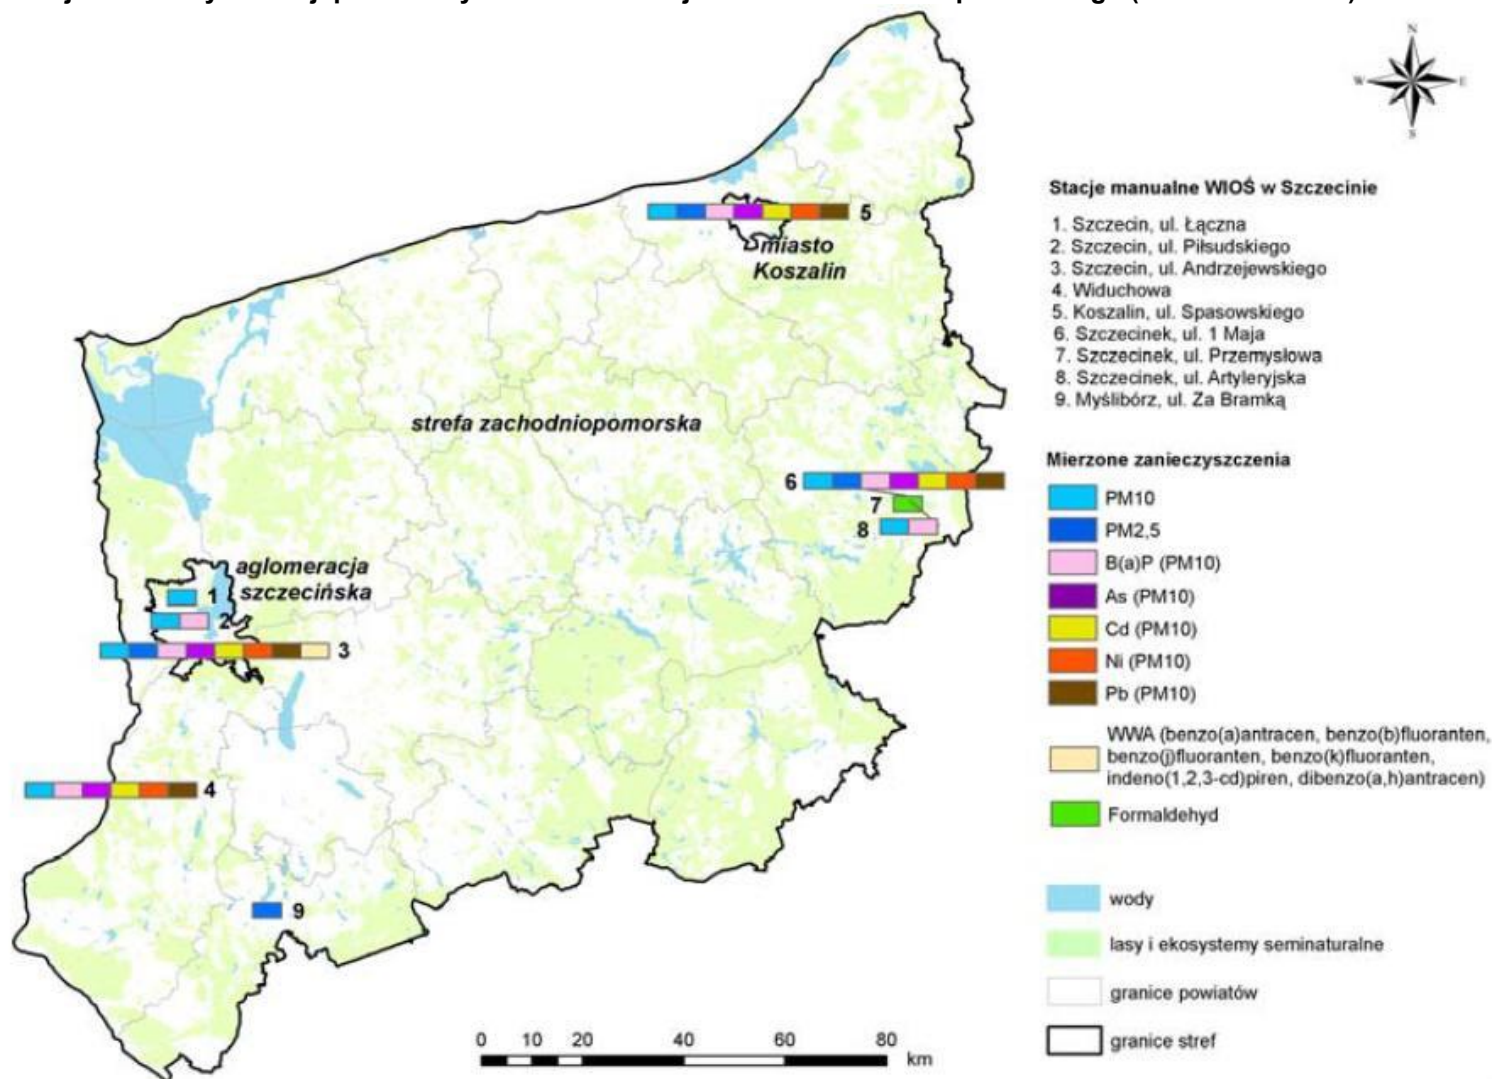 N
W
E
S
Stacje manualne WIOŚ w Szczecinie
1. Szczecin, ul. Łączna
2. Szczecin, ul. Piłsudskiego
3. Szczecin, ul. Andrzejewskiego
4. Widuchowa
5. Koszalin, ul. Spasowskiego
6. Szczecinek, ul. 1 Maja
7. Szczecinek, ul. Przemysłowa
8. Szczecinek, ul. Artyleryjska
9. Myślibórz, ul. Za Bramką
Mierzone zanieczyszczenia
PM10
PM2,5
B(a)P (PM10)
As (PM10)
Cd (PM10)
Ni (PM10)
Pb (PM10)
WWA (benzo(a)antracen, benzo(b)fluoranten,
benzo(j)fluoranten, benzo(k)fluoranten,
indeno(1,2,3-cd)piren, dibenzo(a,h)antracen)
Formaldehyd
wody
lasy i ekosystemy seminaturalne
granice powiatów
granice stref
5
miasto
Koszalin
strefa zachodniopomorska
6
7
8
aglomeracja
szczecińska
1
2
3
4
9
0 10 20 40 60 80
km